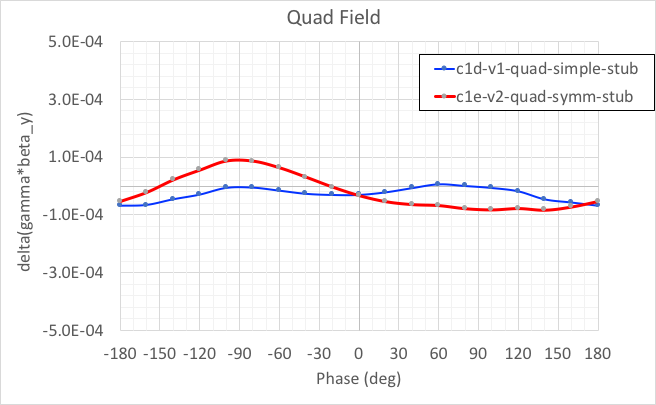 Quad Field
5.0E-04
3.0E-04
1.0E-04
-1.0E-04
-3.0E-04
-5.0E-04
delta(gamma*beta_y)
c1d-v1-quad-simple-stub
c1e-v2-quad-symm-stub
-180 -150 -120 -90 -60 -30 0 30 60 90 120 150 180
Phase (deg)